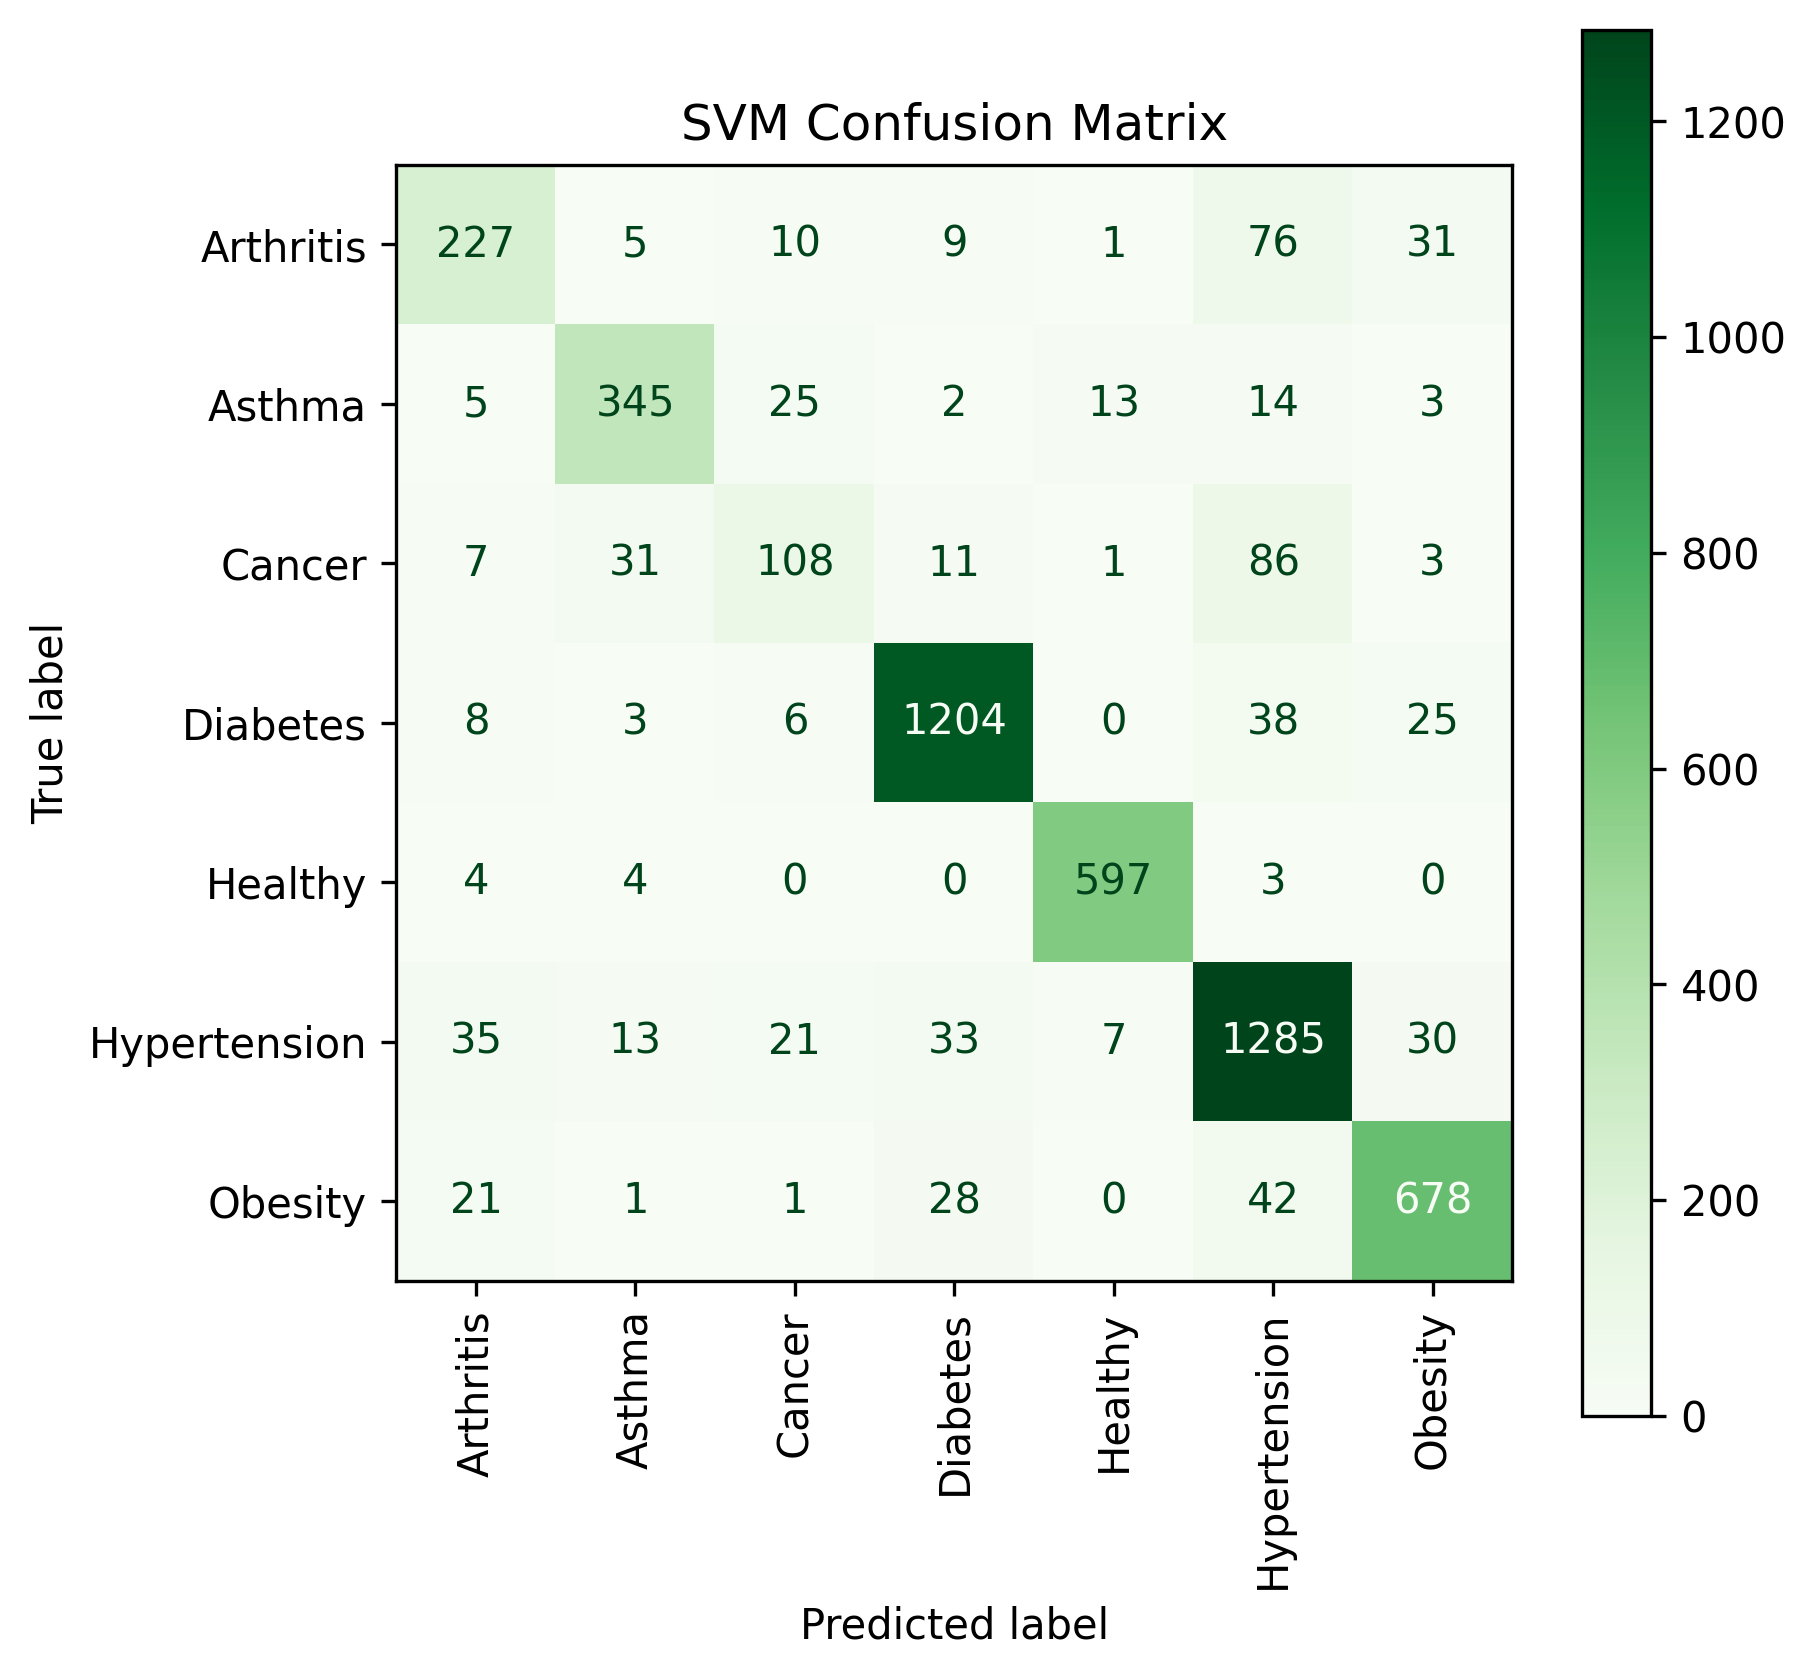 SVM Confusion Matrix
1200
1000
800
600
400
200
0
True label
Arthritis 227 5 10 9 1 76 31
Asthma 5 345 25 2 13 14 3
Cancer 7 31 108 11 1 86 3
Diabetes 8 3 6 1204 0 38 25
Healthy 4 4 0 0 597 3 0
Hypertension 35 13 21 33 7 1285 30
Obesity 21 1 1 28 0 42 678
Arthritis Asthma Cancer Diabetes Healthy Hypertension Obesity
Predicted label